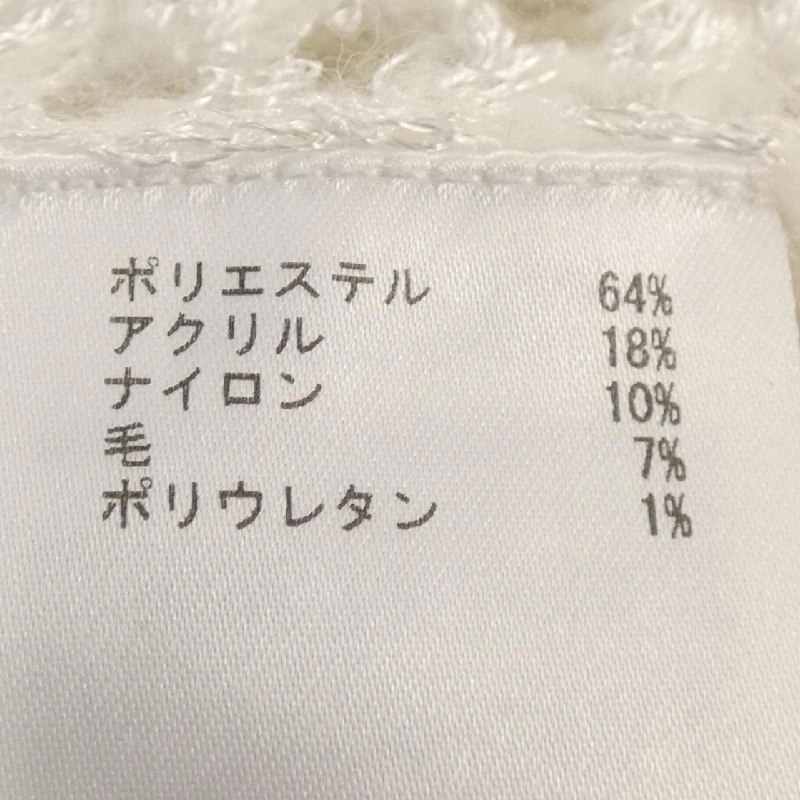 ポリエステル 64%
アクリル 18%
ナイロン 10%
毛 7%
ポリウレタン 1%